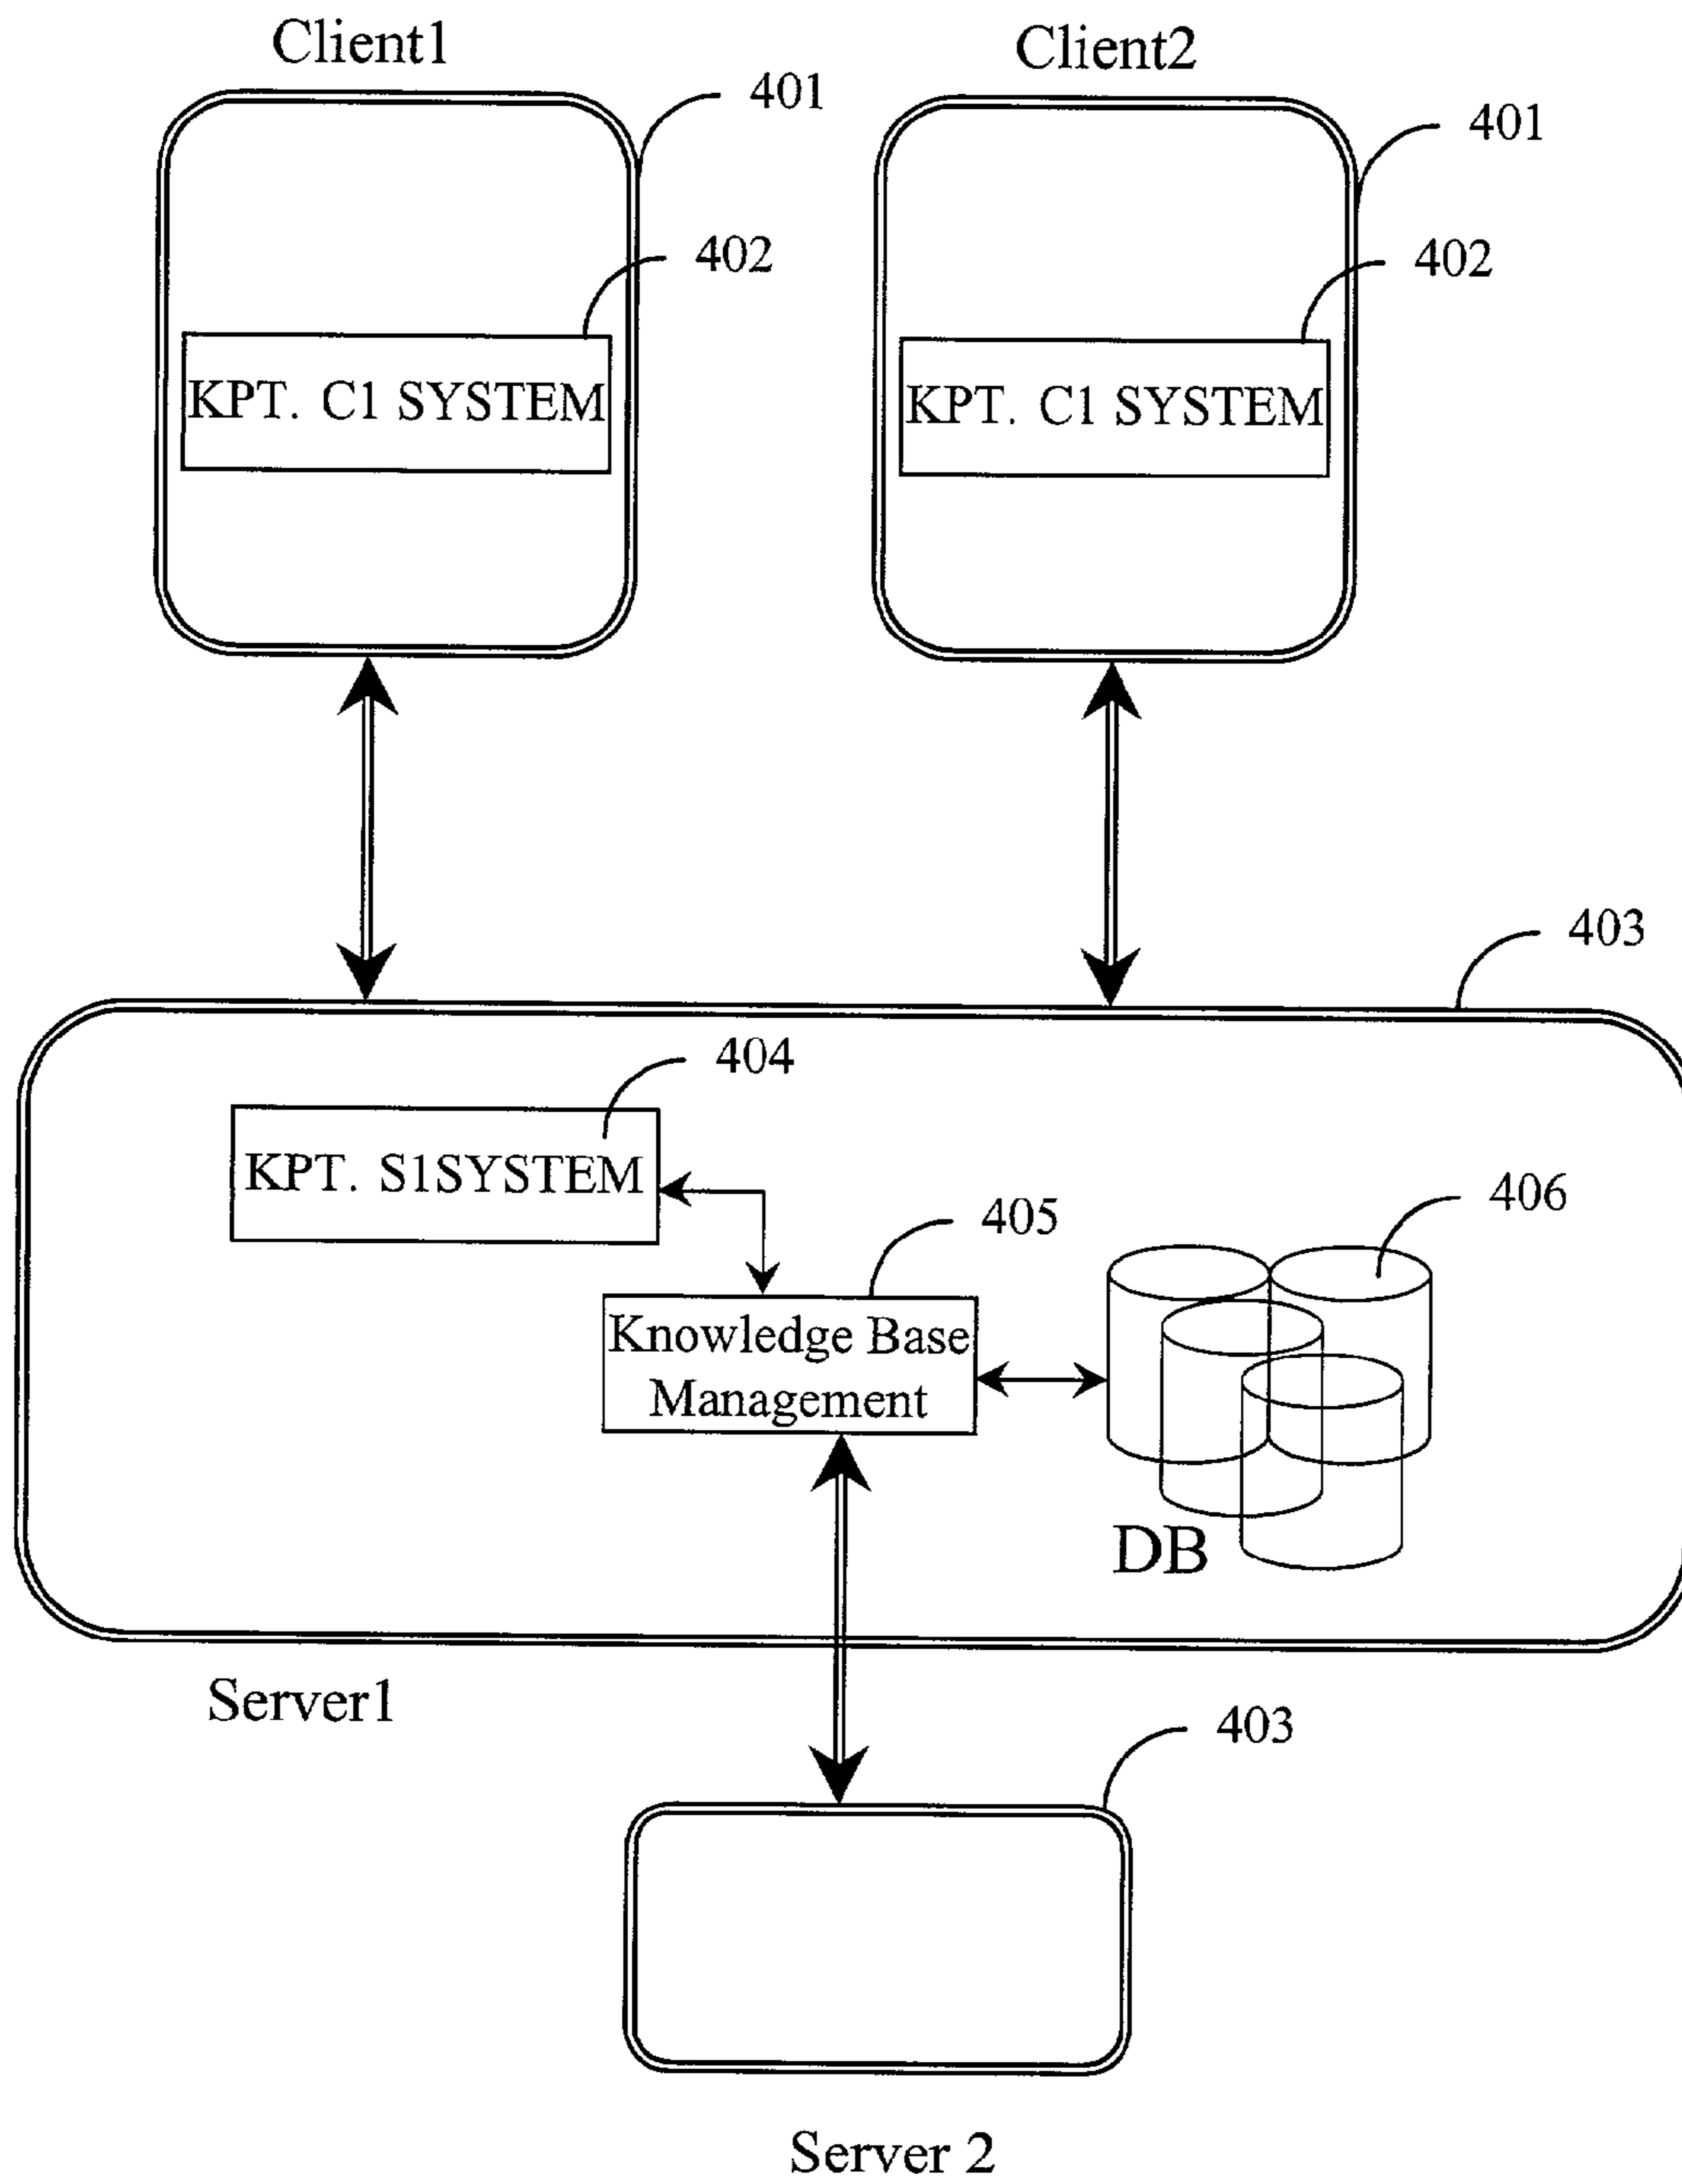 Client1
Client2
401
401
402
402
KPT. C1 SYSTEM
KPT. C1 SYSTEM
403
404
KPT. S1SYSTEM
405
406
Knowledge Base
Management
DB
Server1
403
Server 2